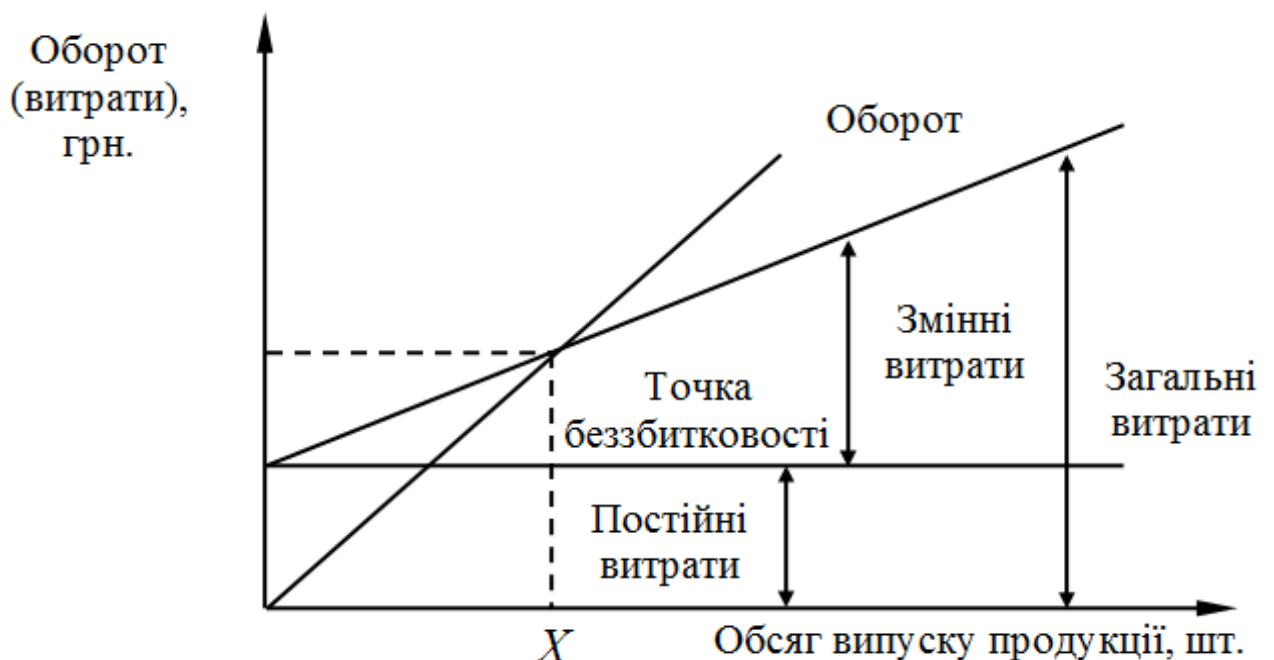 Оборот
(витрати),
грн.
Оборот
Змінні
витрати
Загальні
витрати
Точка
беззбитковості
Постійні
витрати
X
Обсяг випуску продукції, шт.